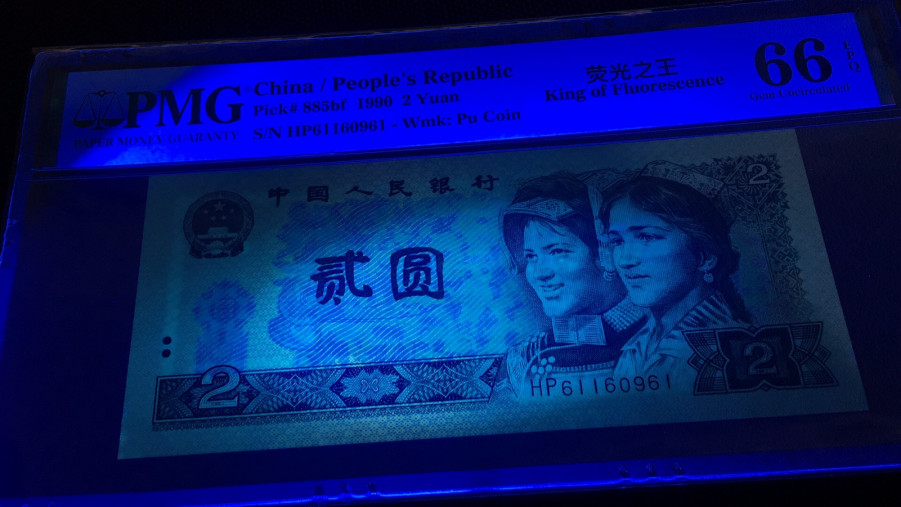 PMG
PAPER MONEY GUARANTY
China / People's Republic
Pick# 885bf 1990 2 Yuan
S/N HP61160961 - Wmk: Pu Coin
荧光之王
King of Fluorescence
66
EPQ
Gem Uncirculated
中国人民银行
2
贰圆
2
HP61160961
2